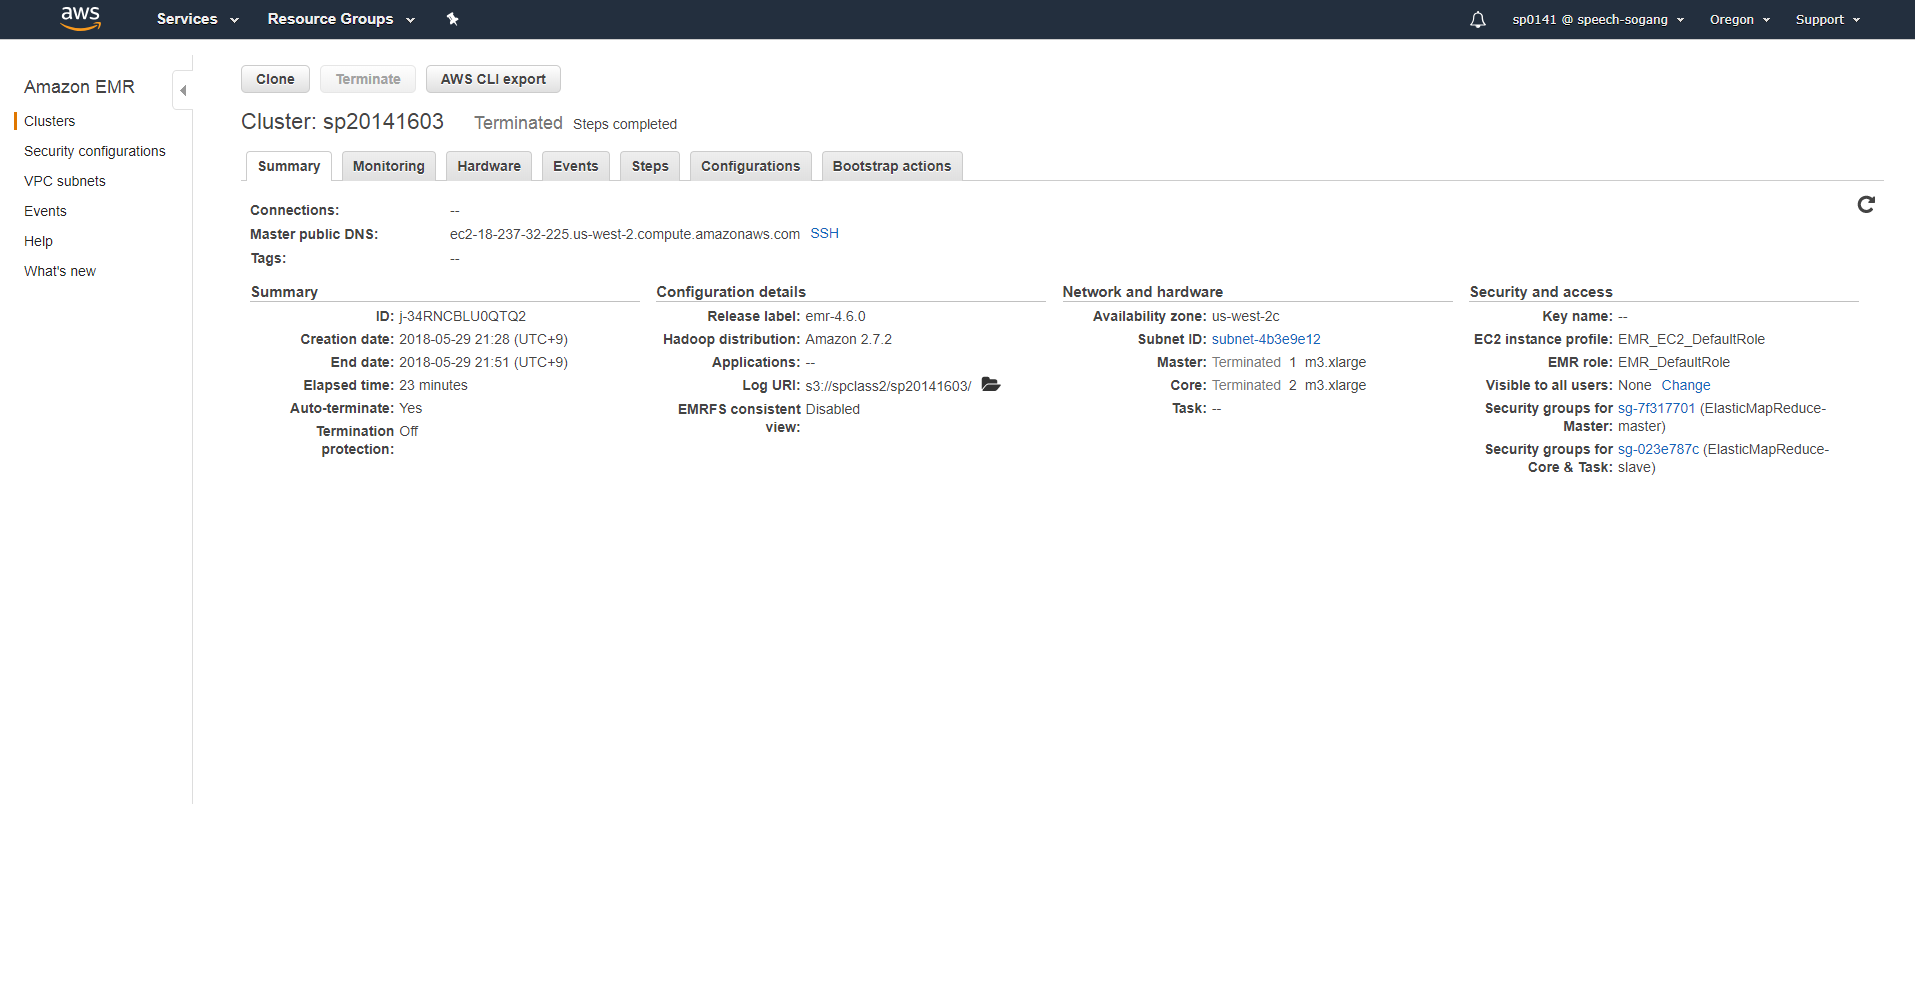 aws Services Resource Groups sp0141 @ speech-sogang Oregon Support
Amazon EMR
Clusters
Security configurations
VPC subnets
Events
Help
What's new
Clone Terminate AWS CLI export
Cluster: sp20141603 Terminated Steps completed
Summary Monitoring Hardware Events Steps Configurations Bootstrap actions
Connections: --
Master public DNS: ec2-18-237-32-225.us-west-2.compute.amazonaws.com SSH
Tags: --
Summary
ID: j-34RNCBLU0QTQ2
Creation date: 2018-05-29 21:28 (UTC+9)
End date: 2018-05-29 21:51 (UTC+9)
Elapsed time: 23 minutes
Auto-terminate: Yes
Termination Off
protection:
Configuration details
Release label: emr-4.6.0
Hadoop distribution: Amazon 2.7.2
Applications: --
Log URI: s3://spclass2/sp20141603/
EMRFS consistent Disabled
view:
Network and hardware
Availability zone: us-west-2c
Subnet ID: subnet-4b3e9e12
Master: Terminated 1 m3.xlarge
Core: Terminated 2 m3.xlarge
Task: --
Security and access
Key name: --
EC2 instance profile: EMR_EC2_DefaultRole
EMR role: EMR_DefaultRole
Visible to all users: None Change
Security groups for sg-7f317701 (ElasticMapReduce-
Master: master)
Security groups for sg-023e787c (ElasticMapReduce-
Core & Task: slave)